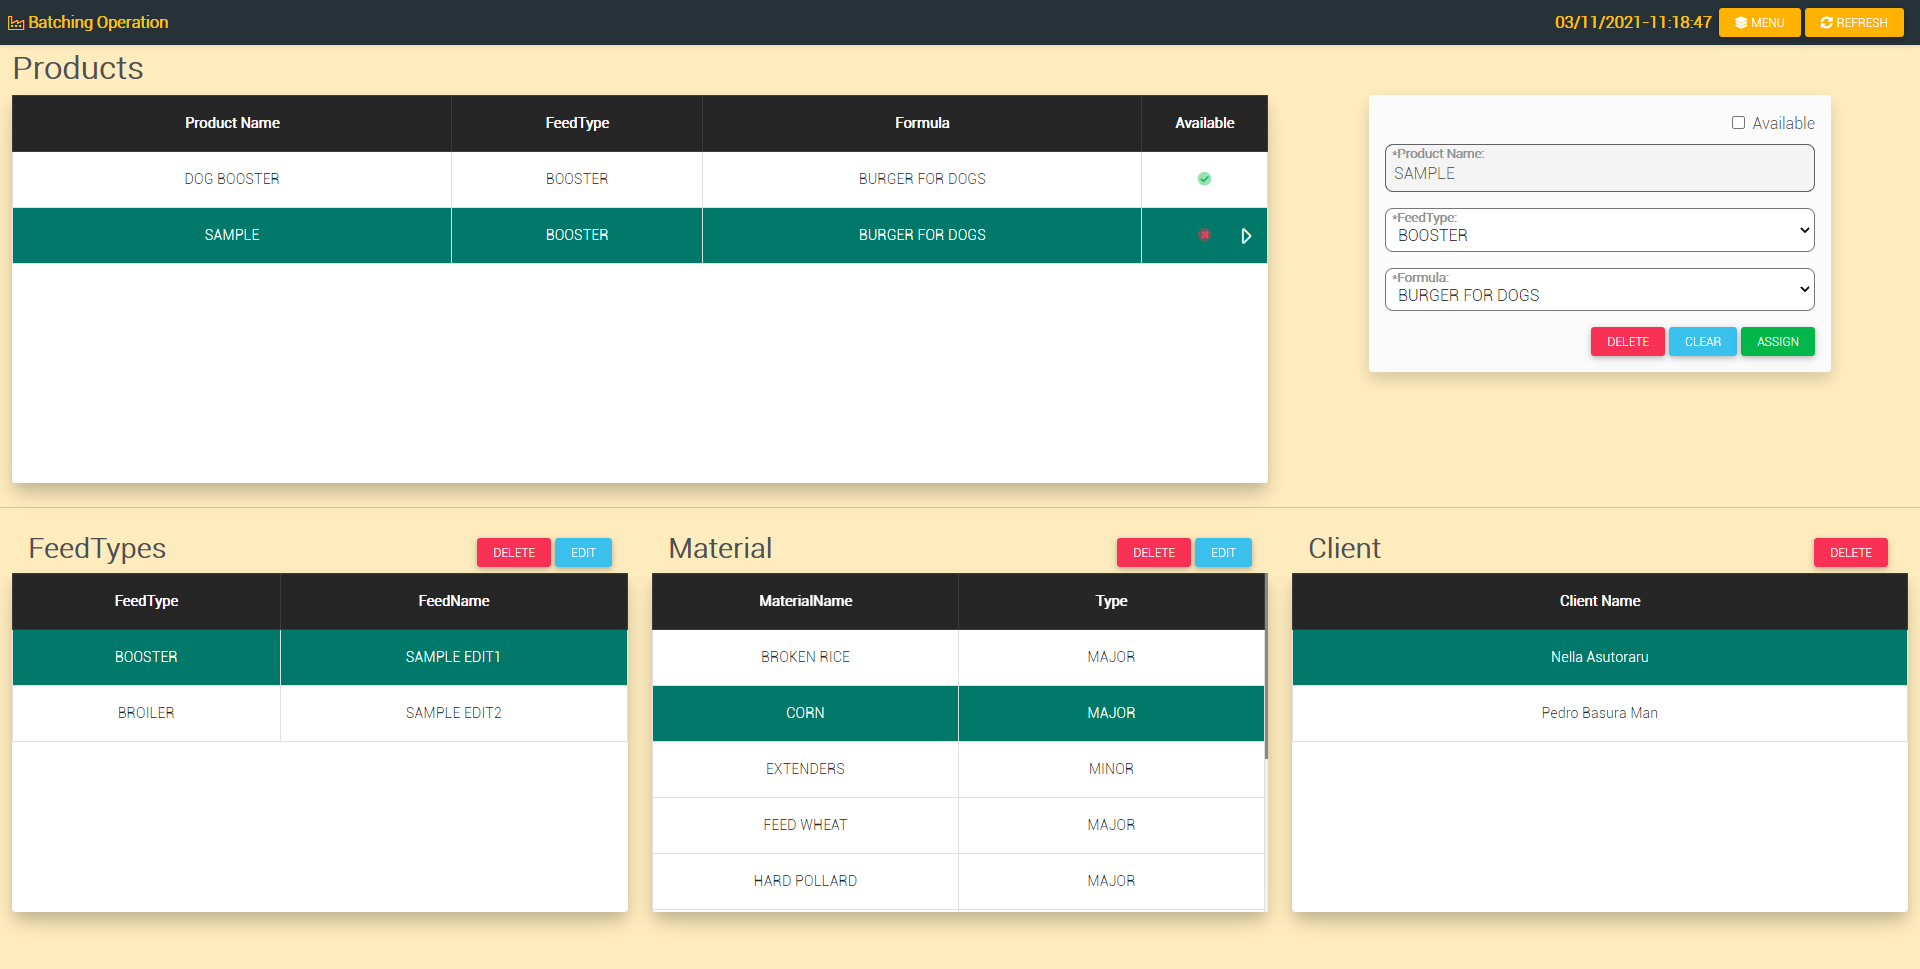 Batching Operation
03/11/2021-11:18:47 MENU REFRESH
Products
Product Name FeedType Formula Available
DOG BOOSTER BOOSTER BURGER FOR DOGS
SAMPLE BOOSTER BURGER FOR DOGS
Available
*Product Name:
SAMPLE
*FeedType:
BOOSTER
*Formula:
BURGER FOR DOGS
DELETE CLEAR ASSIGN
FeedTypes DELETE EDIT
FeedType FeedName
BOOSTER SAMPLE EDIT1
BROILER SAMPLE EDIT2
Material DELETE EDIT
MaterialName Type
BROKEN RICE MAJOR
CORN MAJOR
EXTENDERS MINOR
FEED WHEAT MAJOR
HARD POLLARD MAJOR
Client DELETE
Client Name
Nella Asutoraru
Pedro Basura Man